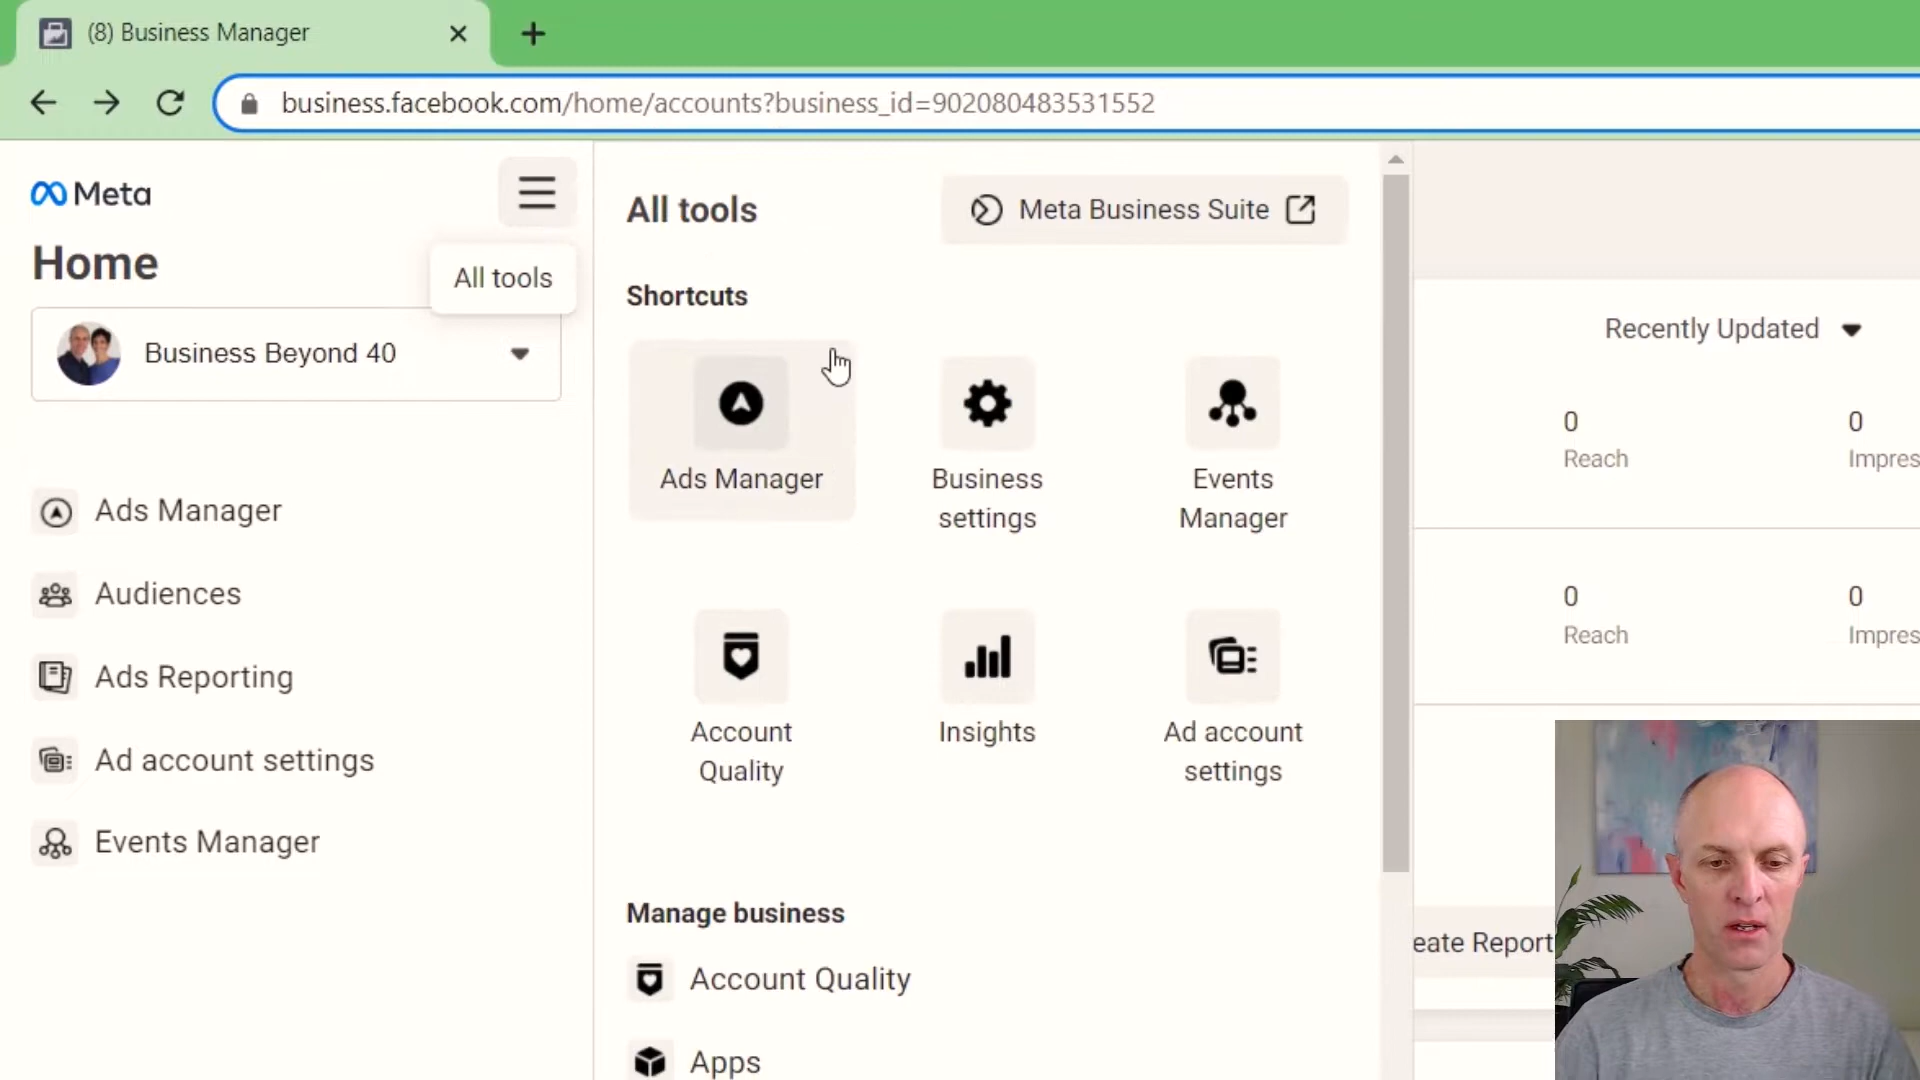 (8) Business Manager
business.facebook.com/home/accounts?business_id=902080483531552
Meta
Home
All tools
Business Beyond 40
Ads Manager
Audiences
Ads Reporting
Ad account settings
Events Manager
All tools
Meta Business Suite
Shortcuts
Ads Manager
Business
settings
Events
Manager
Account
Quality
Insights
Ad account
settings
Manage business
Account Quality
Apps
Recently Updated
0
Reach
0
Impres
0
Reach
0
Impres
eate Report